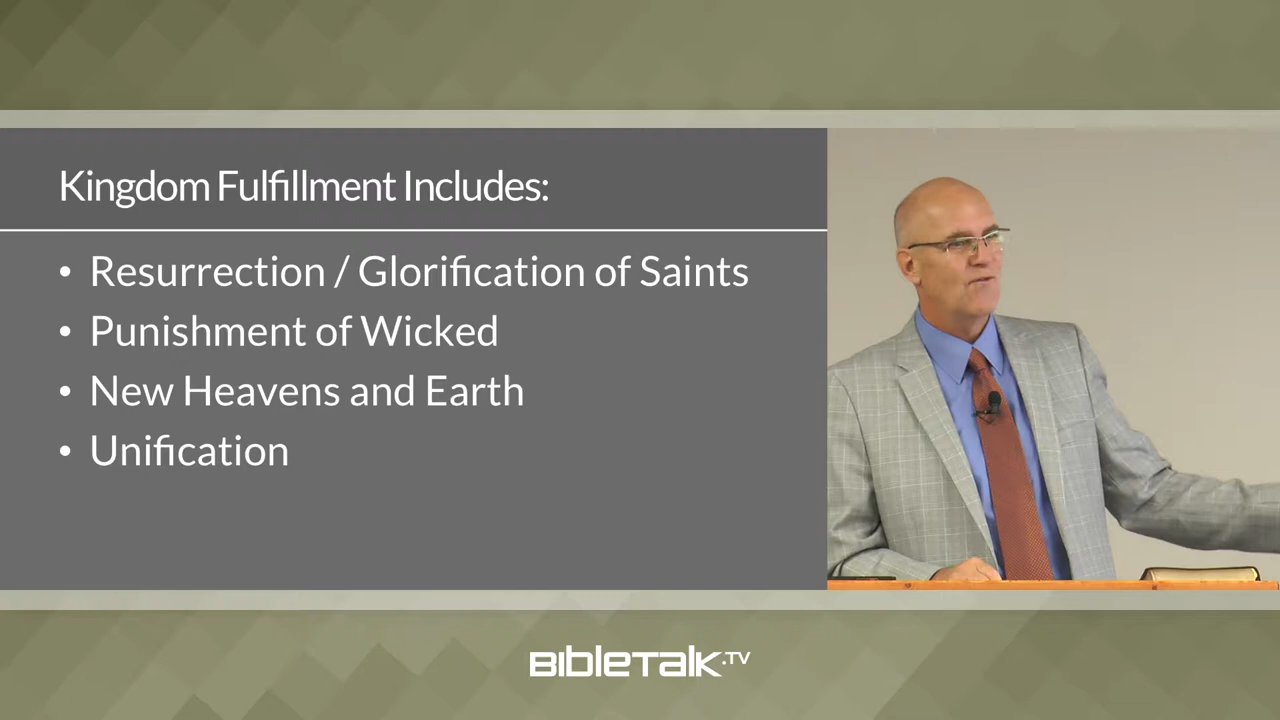 Kingdom Fulfillment Includes:
• Resurrection / Glorification of Saints
• Punishment of Wicked
• New Heavens and Earth
• Unification
BibleTalk.TV